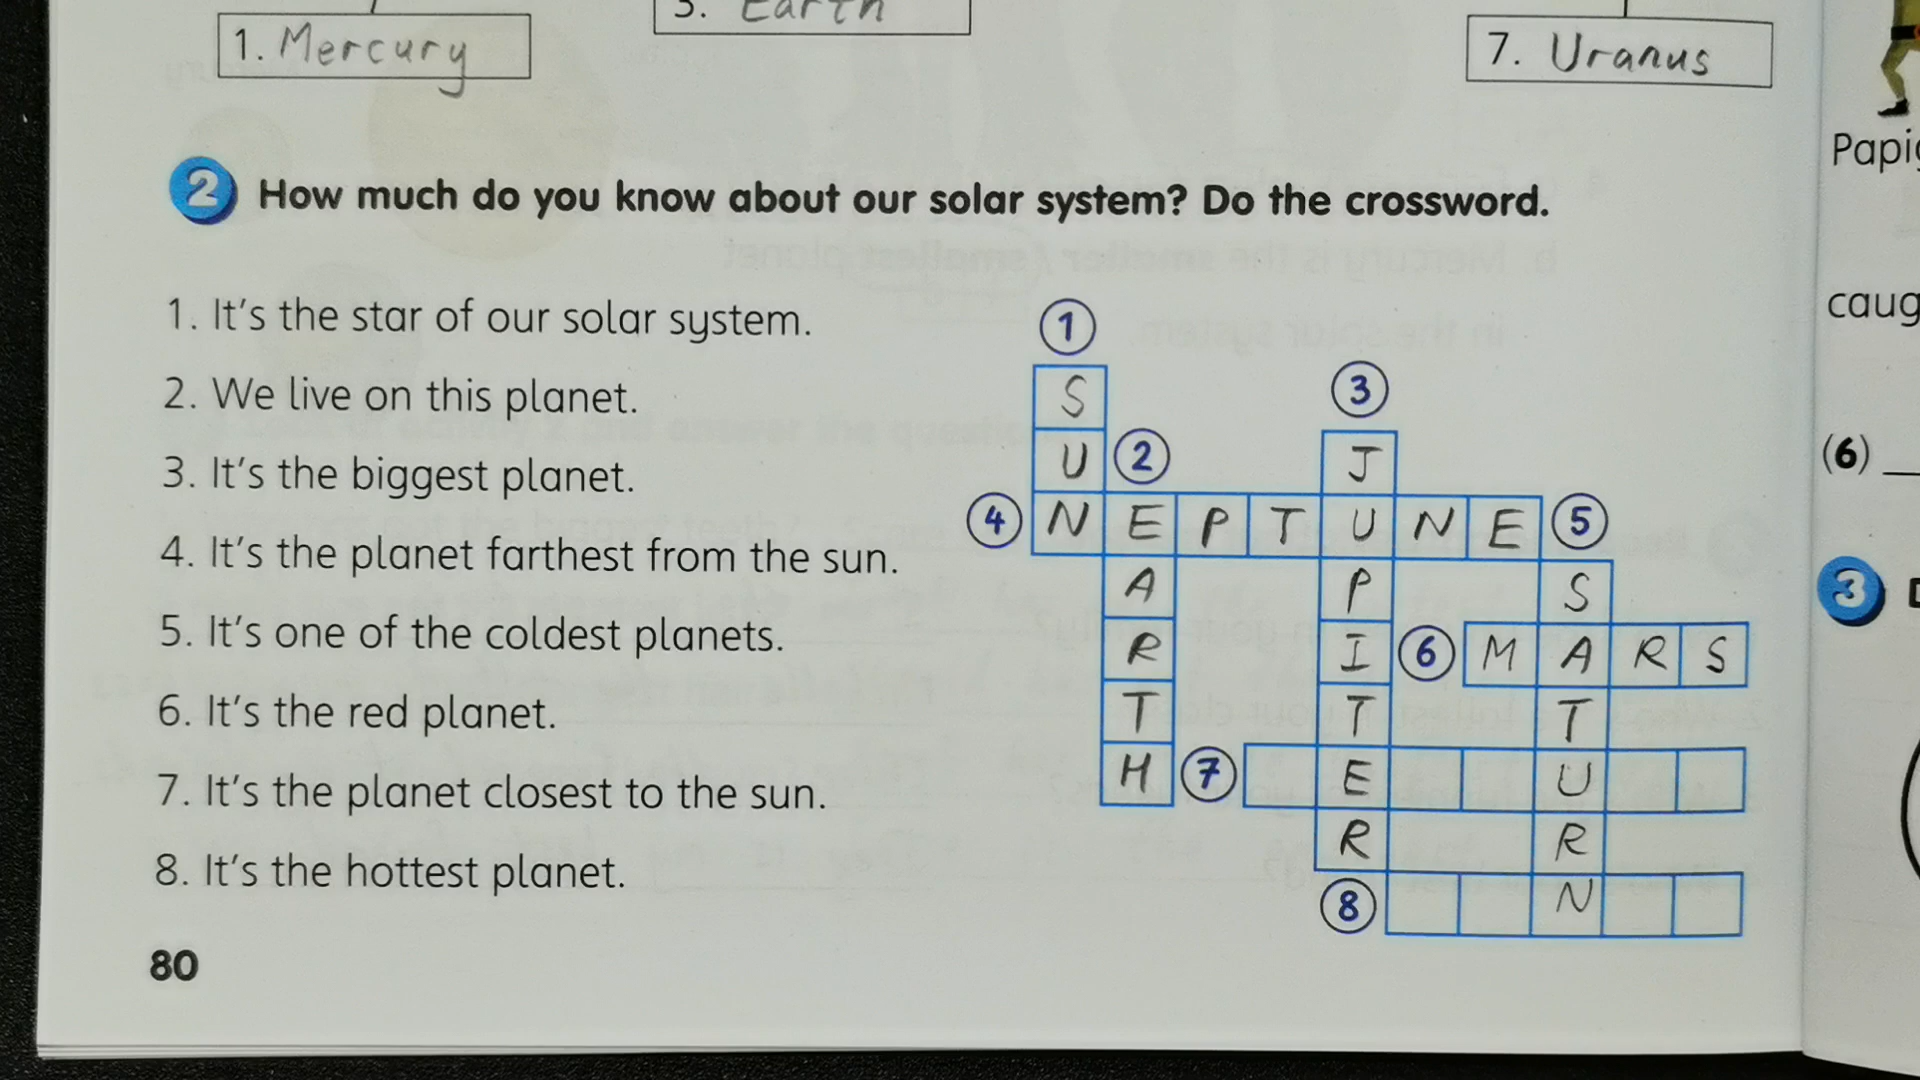 1. Mercury
3. Earth
7. Uranus
2 How much do you know about our solar system? Do the crossword.
1. It's the star of our solar system.
2. We live on this planet.
3. It's the biggest planet.
4. It's the planet farthest from the sun.
5. It's one of the coldest planets.
6. It's the red planet.
7. It's the planet closest to the sun.
8. It's the hottest planet.
1
3
S
U 2 J
4 N E P T U N E 5
A P S
R I 6 M A R S
T T T
H 7 E U
R R
8 N
80
(6)
3